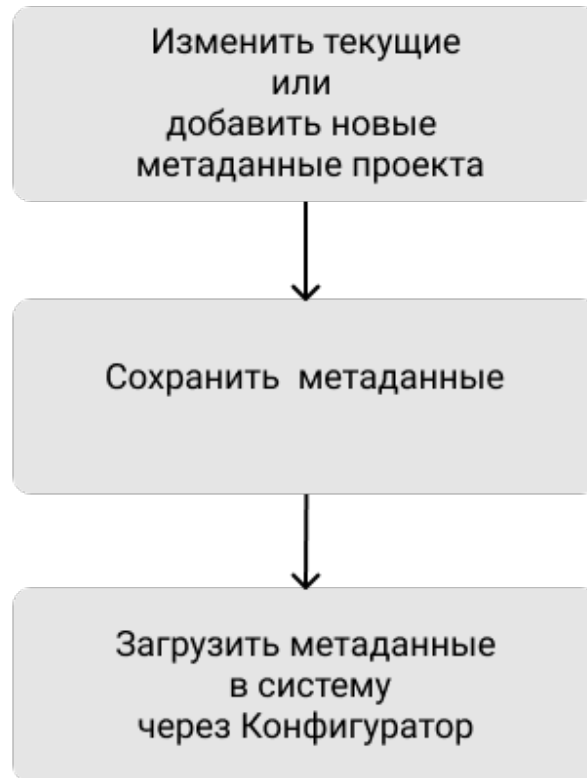 Изменить текущие
или
добавить новые
метаданные проекта
Сохранить метаданные
Загрузить метаданные
в систему
через Конфигуратор